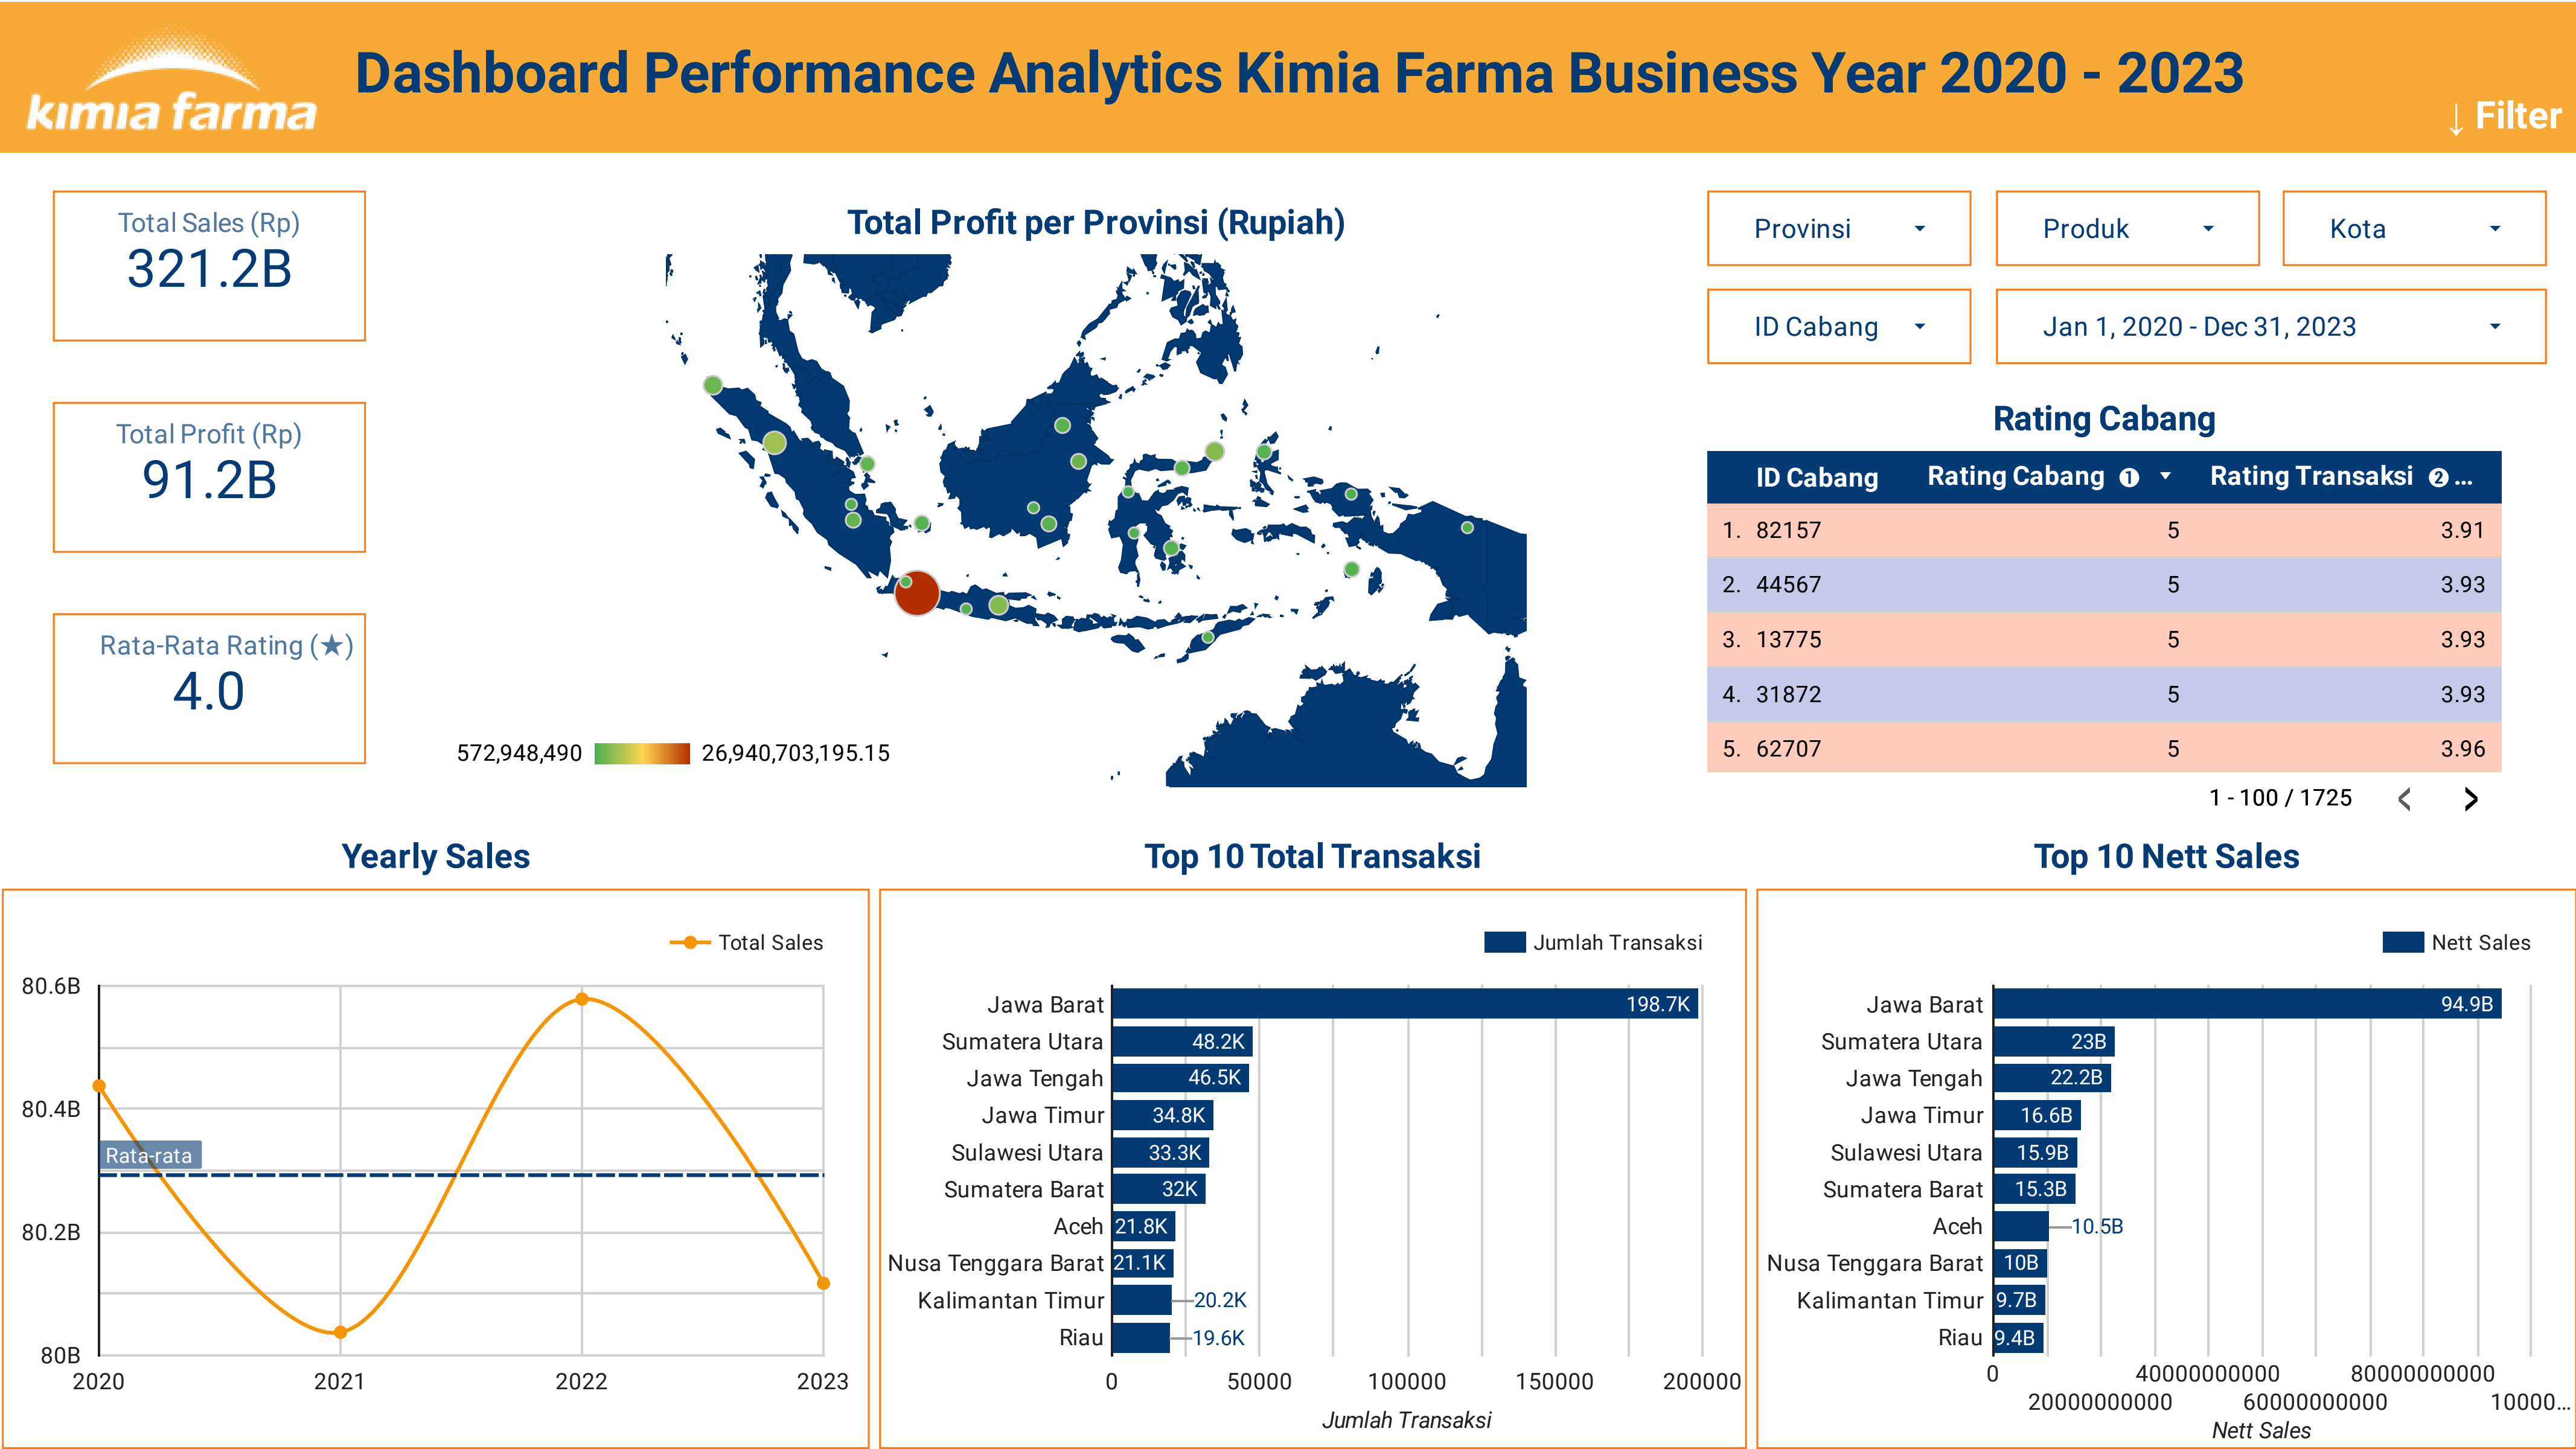 Dashboard Performance Analytics Kimia Farma Business Year 2020 - 2023
kimia farma
↓ Filter
Total Sales (Rp)
321.2B
Total Profit (Rp)
91.2B
Rata-Rata Rating (★)
4.0
Total Profit per Provinsi (Rupiah)
572,948,490 26,940,703,195.15
Provinsi Produk Kota
ID Cabang Jan 1, 2020 - Dec 31, 2023
Rating Cabang
ID Cabang Rating Cabang ❶ Rating Transaksi ❷ ...
1. 82157 5 3.91
2. 44567 5 3.93
3. 13775 5 3.93
4. 31872 5 3.93
5. 62707 5 3.96
1 - 100 / 1725
Yearly Sales
Total Sales
80.6B
80.4B
Rata-rata
80.2B
80B
2020 2021 2022 2023
Top 10 Total Transaksi
Jumlah Transaksi
Jawa Barat 198.7K
Sumatera Utara 48.2K
Jawa Tengah 46.5K
Jawa Timur 34.8K
Sulawesi Utara 33.3K
Sumatera Barat 32K
Aceh 21.8K
Nusa Tenggara Barat 21.1K
Kalimantan Timur 20.2K
Riau 19.6K
0 50000 100000 150000 200000
Jumlah Transaksi
Top 10 Nett Sales
Nett Sales
Jawa Barat 94.9B
Sumatera Utara 23B
Jawa Tengah 22.2B
Jawa Timur 16.6B
Sulawesi Utara 15.9B
Sumatera Barat 15.3B
Aceh 10.5B
Nusa Tenggara Barat 10B
Kalimantan Timur 9.7B
Riau 9.4B
0 40000000000 80000000000
20000000000 60000000000 10000...
Nett Sales